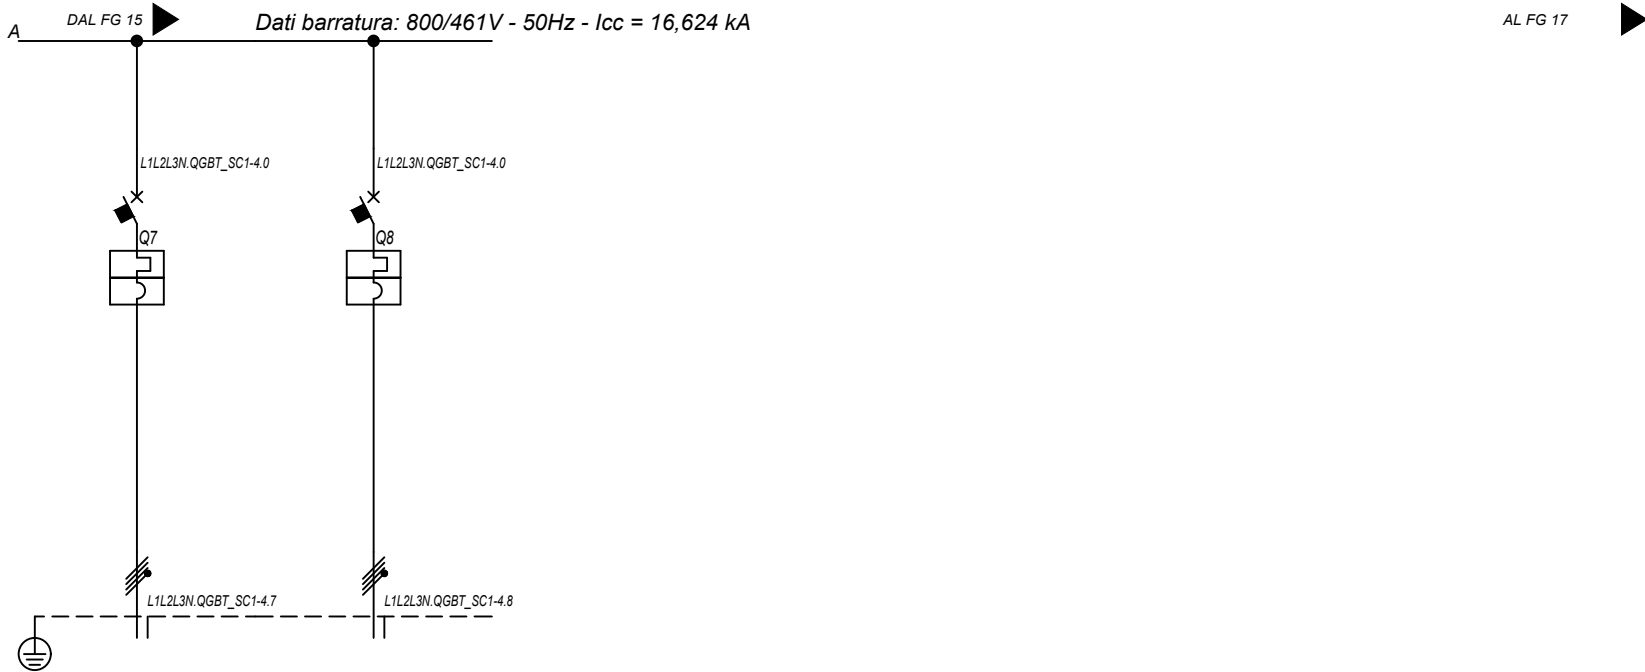 DAL FG 15
Dati barratura: 800/461V - 50Hz - Icc = 16,624 kA
AL FG 17
A
L1L2L3N.QGBT_SC1-4.0
L1L2L3N.QGBT_SC1-4.0
Q7
Q8
L1L2L3N.QGBT_SC1-4.7
L1L2L3N.QGBT_SC1-4.8